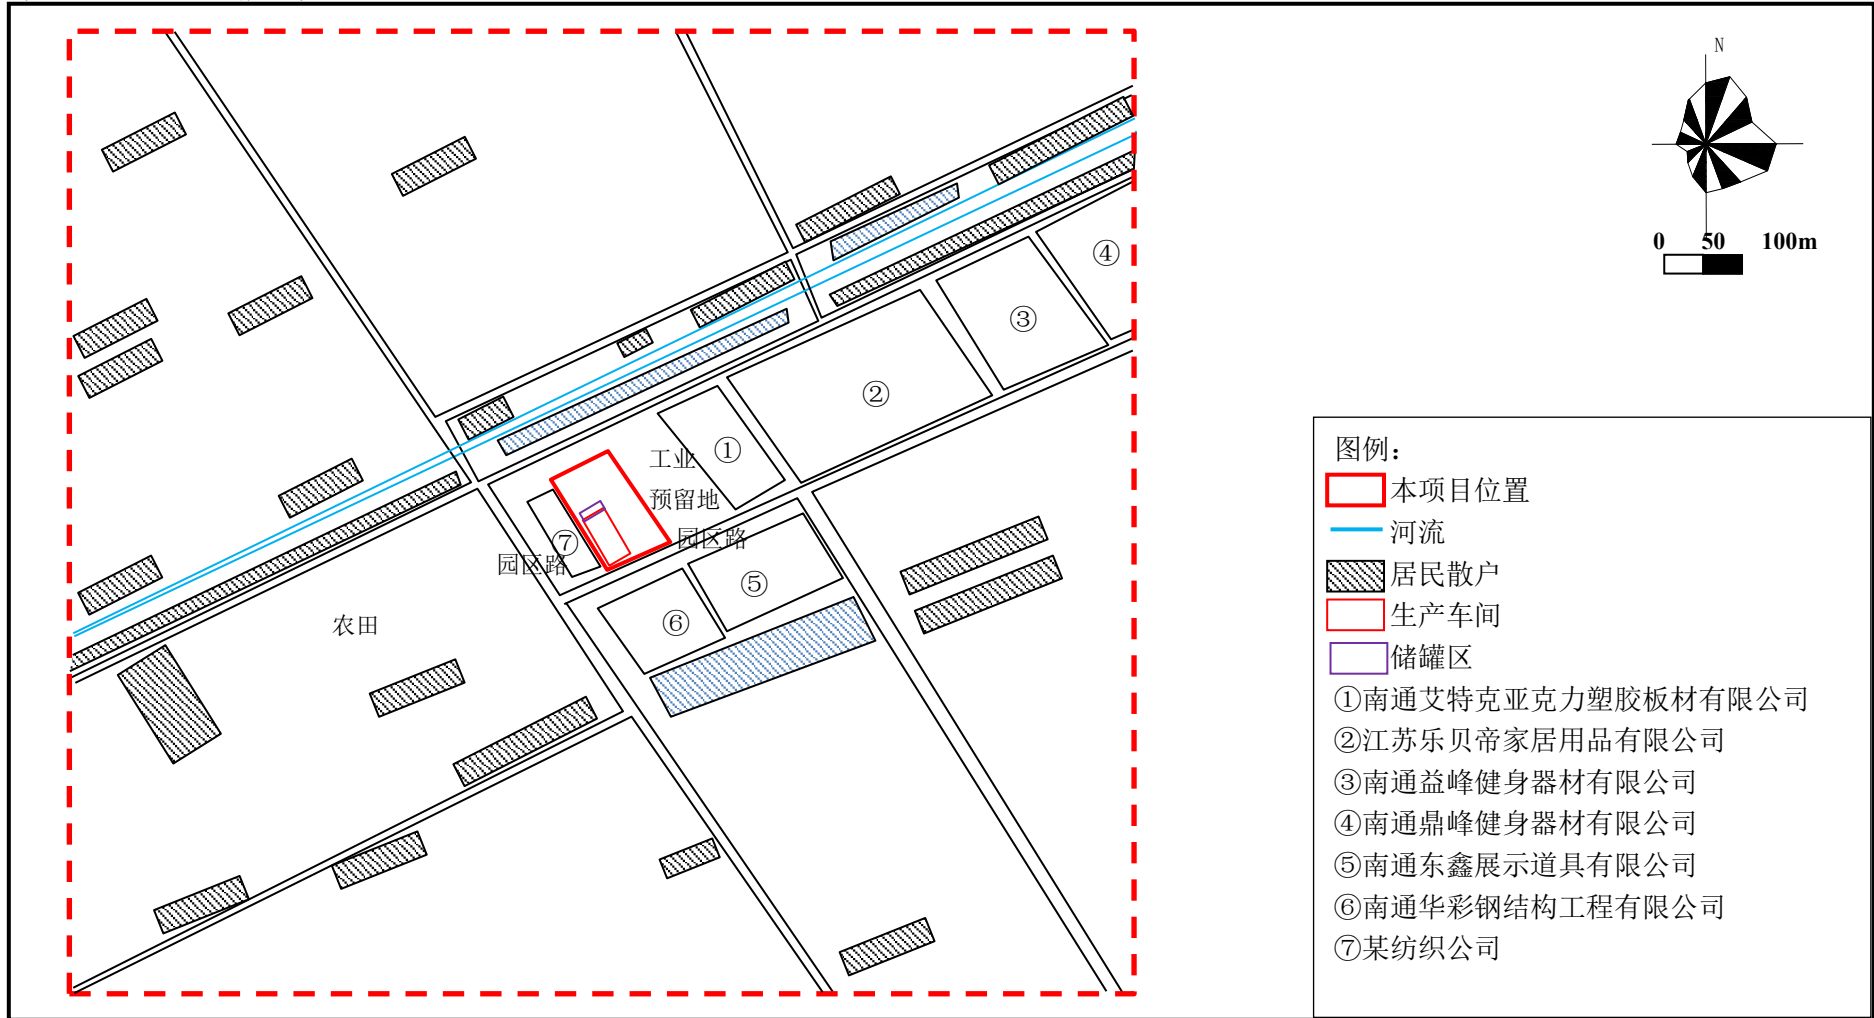 N
0 50 100m
④
③
②
①
工业
预留地
园区路
⑦
园区路
⑤
⑥
农田
图例：
本项目位置
河流
居民散户
生产车间
储罐区
①南通艾特克亚克力塑胶板材有限公司
②江苏乐贝帝家居用品有限公司
③南通益峰健身器材有限公司
④南通鼎峰健身器材有限公司
⑤南通东鑫展示道具有限公司
⑥南通华彩钢结构工程有限公司
⑦某纺织公司